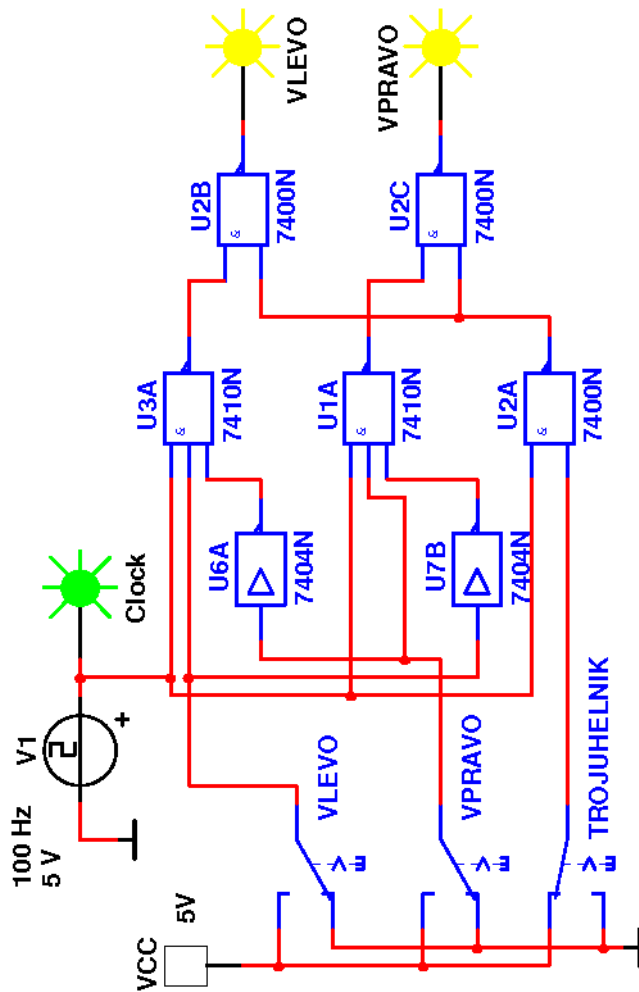 100 Hz
5 V
V1
+
Clock
VCC
5V
VLEVO
VPRAVO
TROJUHELNIK
U6A
7404N
U7B
7404N
U3A
&
7410N
U1A
&
7410N
U2A
&
7400N
U2B
&
7400N
U2C
&
7400N
VLEVO
VPRAVO